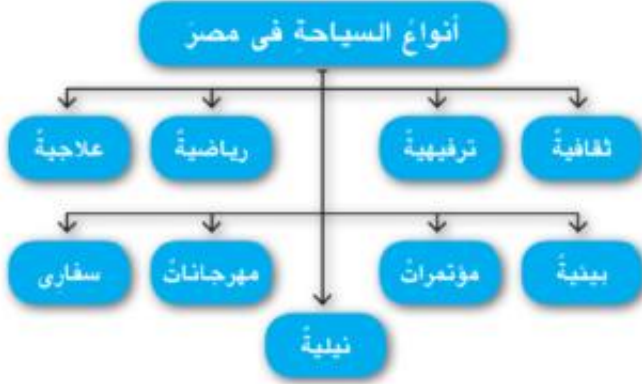 أنواعُ السياحةِ فى مصرَ
ثقافيةٌ
ترفيهيةٌ
رياضيةٌ
علاجيةٌ
بيئيةٌ
مؤتمراتٌ
مهرجاناتٌ
سفارى
نيليةٌ